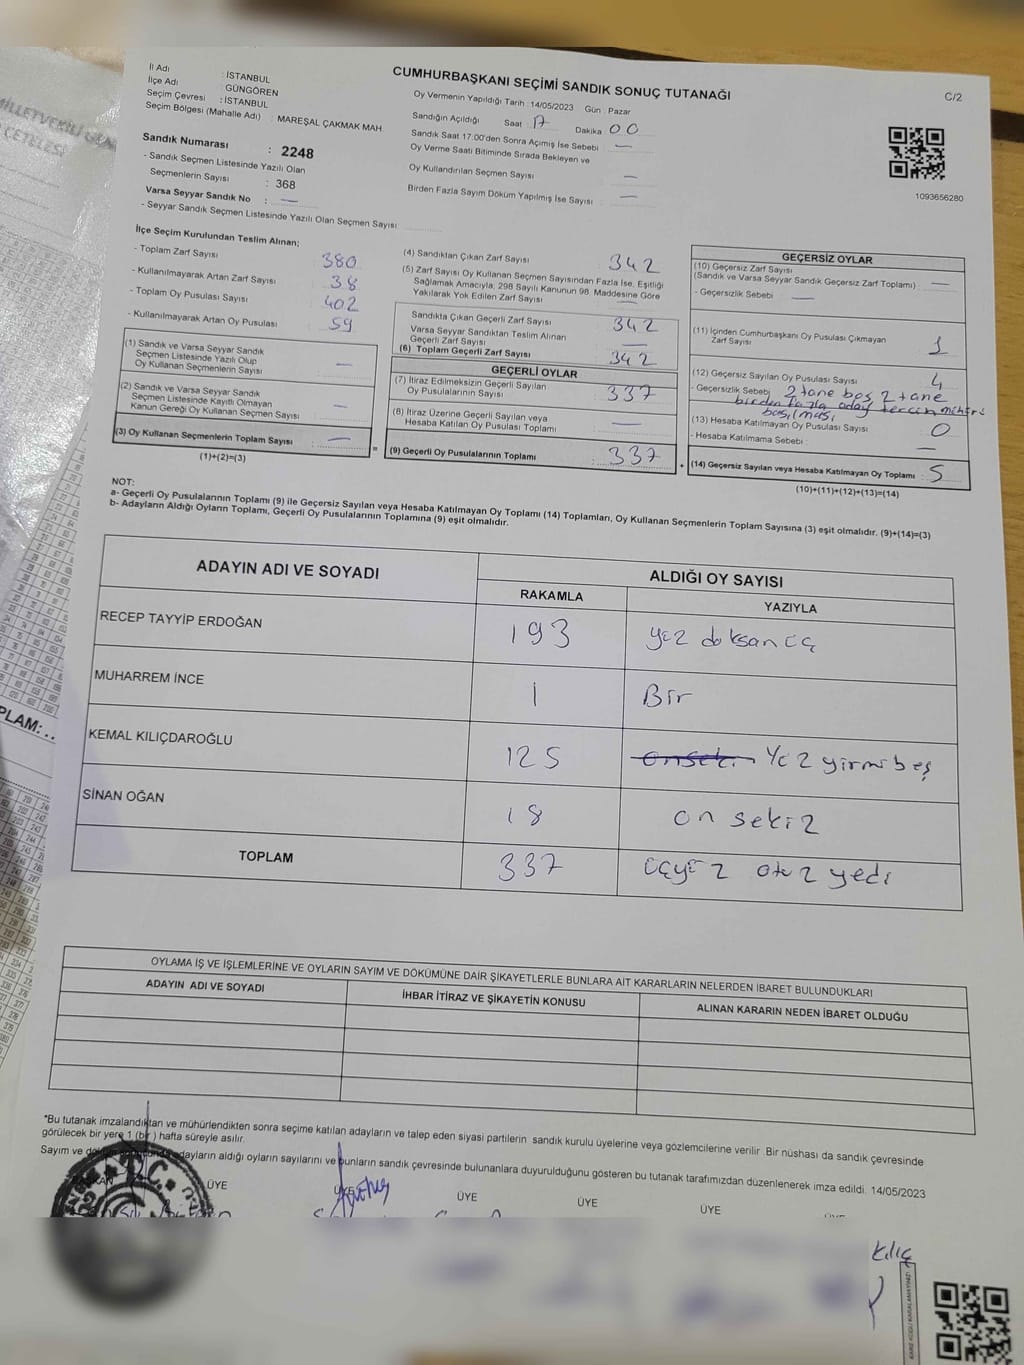 MİLLETVEKİLİ
CETELESİ
PLAM: ..
CUMHURBAŞKANI SEÇİMİ SANDIK SONUÇ TUTANAĞI
C/2
İl Adı : İSTANBUL
İlçe Adı : GÜNGÖREN
Seçim Çevresi : İSTANBUL
Seçim Bölgesi (Mahalle Adı) : MAREŞAL ÇAKMAK MAH
Sandık Numarası : 2248
- Sandık Seçmen Listesinde Yazılı Olan
Seçmenlerin Sayısı : 368
Varsa Seyyar Sandık No : —
- Seyyar Sandık Seçmen Listesinde Yazılı Olan Seçmen Sayısı
Oy Vermenin Yapıldığı Tarih : 14/05/2023 Gün : Pazar
Sandığın Açıldığı Saat 17 Dakika 00
Sandık Saat 17:00'den Sonra Açımış İse Sebebi —
Oy Verme Saati Bitiminde Sırada Bekleyen ve
Oy Kullandırılan Seçmen Sayısı —
Birden Fazla Sayım Döküm Yapılmış İse Sayısı —
1093656280
İlçe Seçim Kurulundan Teslim Alınan;
- Toplam Zarf Sayısı 380
- Kullanılmayarak Artan Zarf Sayısı 38
- Toplam Oy Pusulası Sayısı 402
- Kullanılmayarak Artan Oy Pusulası 59
(1) Sandık ve Varsa Seyyar Sandık
Seçmen Listesinde Yazılı Olup
Oy Kullanan Seçmenlerin Sayısı —
(2) Sandık ve Varsa Seyyar Sandık
Seçmen Listesinde Kayıtlı Olmayan
Kanun Gereği Oy Kullanan Seçmen Sayısı —
(3) Oy Kullanan Seçmenlerin Toplam Sayısı — =
(1)+(2)=(3)
(4) Sandıktan Çıkan Zarf Sayısı 342
(5) Zarf Sayısı Oy Kullanan Seçmen Sayısından Fazla İse, Eşitliği
Sağlamak Amacıyla, 298 Sayılı Kanunun 98. Maddesine Göre
Yakılarak Yok Edilen Zarf Sayısı —
Sandıkta Çıkan Geçerli Zarf Sayısı 342
Varsa Seyyar Sandıktan Teslim Alınan
Geçerli Zarf Sayısı —
(6) Toplam Geçerli Zarf Sayısı 342
GEÇERLİ OYLAR
(7) İtiraz Edilmeksizin Geçerli Sayılan
Oy Pusulalarının Sayısı 337
(8) İtiraz Üzerine Geçerli Sayılan veya
Hesaba Katılan Oy Pusulası Toplamı —
(9) Geçerli Oy Pusulalarının Toplamı 337 +
GEÇERSİZ OYLAR
(10) Geçersiz Zarf Sayısı
(Sandık ve Varsa Seyyar Sandık Geçersiz Zarf Toplamı) —
- Geçersizlik Sebebi —
(11) İçinden Cumhurbaşkanı Oy Pusulası Çıkmayan
Zarf Sayısı 1
(12) Geçersiz Sayılan Oy Pusulası Sayısı 4
- Geçersizlik Sebebi 2 tane boş 2 tane
birden fazla aday tercih mührü
basılmış
(13) Hesaba Katılmayan Oy Pusulası Sayısı 0
- Hesaba Katılmama Sebebi : —
(14) Geçersiz Sayılan veya Hesaba Katılmayan Oy Toplamı 5
(10)+(11)+(12)+(13)=(14)
NOT:
a- Geçerli Oy Pusulalarının Toplamı (9) ile Geçersiz Sayılan veya Hesaba Katılmayan Oy Toplamı (14) Toplamları, Oy Kullanan Seçmenlerin Toplam Sayısına (3) eşit olmalıdır. (9)+(14)=(3)
b- Adayların Aldığı Oyların Toplamı, Geçerli Oy Pusulalarının Toplamına (9) eşit olmalıdır.
ADAYIN ADI VE SOYADI ALDIĞI OY SAYISI
RAKAMLA YAZIYLA
RECEP TAYYİP ERDOĞAN 193 yüz doksan üç
MUHARREM İNCE 1 Bir
KEMAL KILIÇDAROĞLU 125 onseki yüz yirmi beş
SİNAN OĞAN 18 on sekiz
TOPLAM 337 üçyüz otuz yedi
OYLAMA İŞ VE İŞLEMLERİNE VE OYLARIN SAYIM VE DÖKÜMÜNE DAİR ŞİKAYETLERLE BUNLARA AİT KARARLARIN NELERDEN İBARET BULUNDUKLARI
ADAYIN ADI VE SOYADI İHBAR İTİRAZ VE ŞİKAYETİN KONUSU ALINAN KARARIN NEDEN İBARET OLDUĞU
*Bu tutanak imzalandıktan ve mühürlendikten sonra seçime katılan adayların ve talep eden siyasi partilerin sandık kurulu üyelerine veya gözlemcilerine verilir. Bir nüshası da sandık çevresinde
görülecek bir yere 1 (bir) hafta süreyle asılır.
Sayım ve döküm sonucunda adayların aldığı oyların sayılarını ve bunların sandık çevresinde bulunanlara duyurulduğunu gösteren bu tutanak tarafımızdan düzenlenerek imza edildi. 14/05/2023
BAŞKAN ÜYE ÜYE ÜYE ÜYE ÜYE ÜYE
T.C.
Kılıç